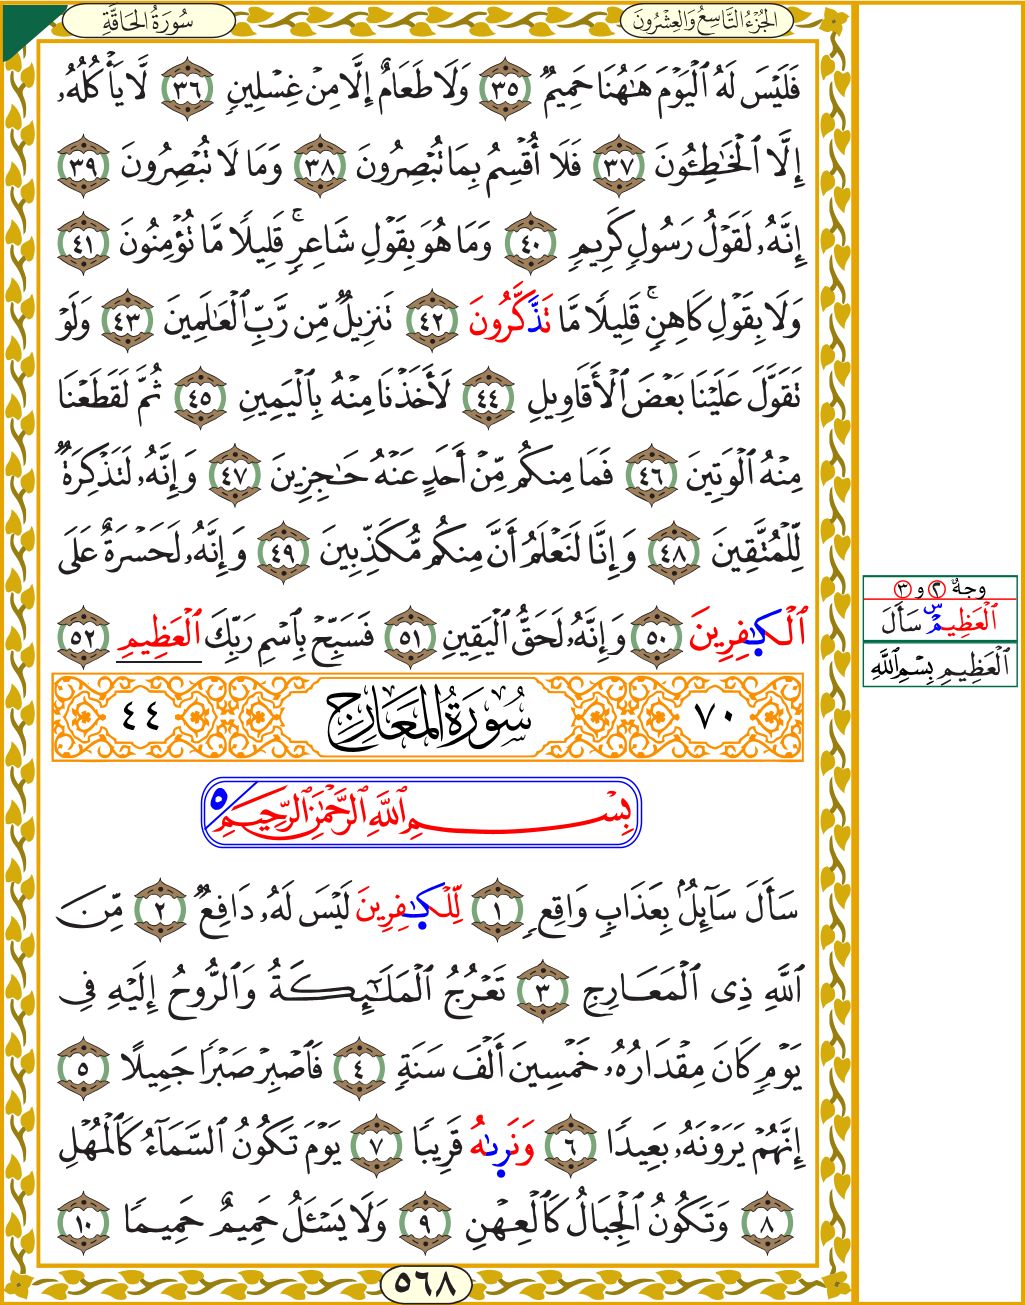 سُورَةُ الحَاقَّةِ
الجُزْءُ التَّاسِعُ وَالعِشْرُونَ
فَلَيْسَ لَهُ ٱلْيَوْمَ هَـٰهُنَا حَمِيمٌ ٣٥ وَلَا طَعَامٌ إِلَّا مِنْ غِسْلِينٍ ٣٦ لَّا يَأْكُلُهُۥ
إِلَّا ٱلْخَـٰطِـُٔونَ ٣٧ فَلَا أُقْسِمُ بِمَا تُبْصِرُونَ ٣٨ وَمَا لَا تُبْصِرُونَ ٣٩
إِنَّهُۥ لَقَوْلُ رَسُولٍ كَرِيمٍ ٤٠ وَمَا هُوَ بِقَوْلِ شَاعِرٍ ۚ قَلِيلًا مَّا تُؤْمِنُونَ ٤١
وَلَا بِقَوْلِ كَاهِنٍ ۚ قَلِيلًا مَّا تَذَّكَّرُونَ ٤٢ تَنزِيلٌ مِّن رَّبِّ ٱلْعَـٰلَمِينَ ٤٣ وَلَوْ
تَقَوَّلَ عَلَيْنَا بَعْضَ ٱلْأَقَاوِيلِ ٤٤ لَأَخَذْنَا مِنْهُ بِٱلْيَمِينِ ٤٥ ثُمَّ لَقَطَعْنَا
مِنْهُ ٱلْوَتِينَ ٤٦ فَمَا مِنكُم مِّنْ أَحَدٍ عَنْهُ حَـٰجِزِينَ ٤٧ وَإِنَّهُۥ لَتَذْكِرَةٌ
لِّلْمُتَّقِينَ ٤٨ وَإِنَّا لَنَعْلَمُ أَنَّ مِنكُم مُّكَذِّبِينَ ٤٩ وَإِنَّهُۥ لَحَسْرَةٌ عَلَى
ٱلْكَـٰفِرِينَ ٥٠ وَإِنَّهُۥ لَحَقُّ ٱلْيَقِينِ ٥١ فَسَبِّحْ بِٱسْمِ رَبِّكَ ٱلْعَظِيمِ ٥٢
وجهٌ ٢ و ٣
ٱلْعَظِيمِ سَأَلَ
ٱلْعَظِيمِ بِسْمِ ٱللَّهِ
٧٠ سُورَةُ المَعَارِجِ ٤٤
بِسْمِ ٱللَّهِ ٱلرَّحْمَـٰنِ ٱلرَّحِيمِ ٥
سَأَلَ سَآئِلٌۢ بِعَذَابٍ وَاقِعٍ ١ لِّلْكَـٰفِرِينَ لَيْسَ لَهُۥ دَافِعٌ ٢ مِّنَ
ٱللَّهِ ذِى ٱلْمَعَارِجِ ٣ تَعْرُجُ ٱلْمَلَـٰٓئِكَةُ وَٱلرُّوحُ إِلَيْهِ فِى
يَوْمٍ كَانَ مِقْدَارُهُۥ خَمْسِينَ أَلْفَ سَنَةٍ ٤ فَٱصْبِرْ صَبْرًا جَمِيلًا ٥
إِنَّهُمْ يَرَوْنَهُۥ بَعِيدًا ٦ وَنَرَىٰهُ قَرِيبًا ٧ يَوْمَ تَكُونُ ٱلسَّمَآءُ كَٱلْمُهْلِ
٨ وَتَكُونُ ٱلْجِبَالُ كَٱلْعِهْنِ ٩ وَلَا يَسْـَٔلُ حَمِيمٌ حَمِيمًا ١٠
٥٦٨